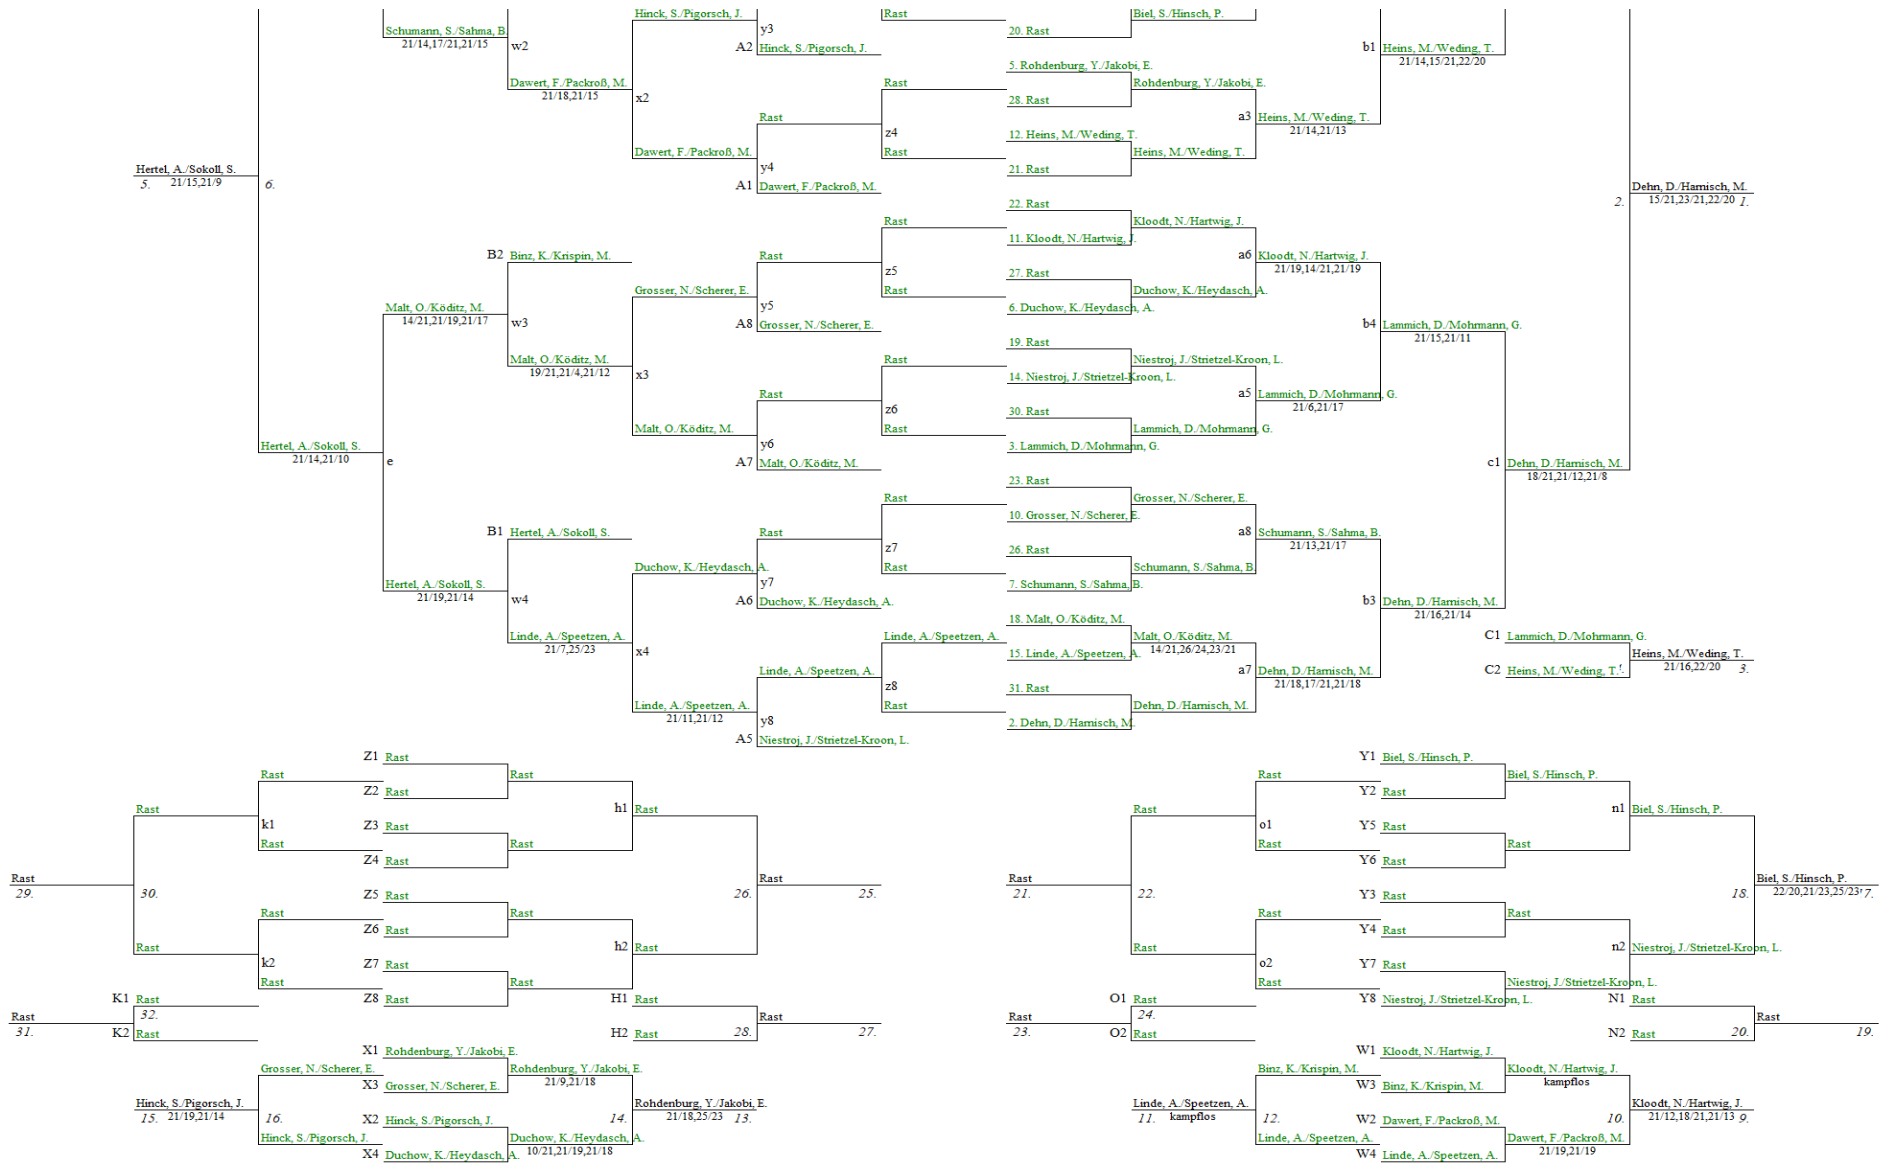 Hinck, S./Pigorsch, J.
Rast
Biel, S./Hinsch, P.
Schumann, S./Sahma, B.
y3
20. Rast
21/14,17/21,21/15
w2
A2 Hinck, S./Pigorsch, J.
b1 Heins, M./Weding, T.
21/14,15/21,22/20
5. Rohdenburg, Y./Jakobi, E.
Dawert, F./Packroß, M.
Rast
Rohdenburg, Y./Jakobi, E.
21/18,21/15
x2
28. Rast
Rast
a3 Heins, M./Weding, T.
z4
12. Heins, M./Weding, T.
21/14,21/13
Dawert, F./Packroß, M.
Rast
Heins, M./Weding, T.
y4
Hertel, A./Sokoll, S.
21. Rast
5. 21/15,21/9 6.
A1 Dawert, F./Packroß, M.
Dehn, D./Harnisch, M.
2. 15/21,23/21,22/20 1.
22. Rast
Rast
Kloodt, N./Hartwig, J.
11. Kloodt, N./Hartwig, J.
B2 Binz, K./Krispin, M.
Rast
a6 Kloodt, N./Hartwig, J.
z5
27. Rast
21/19,14/21,21/19
Grosser, N./Scherer, E.
Rast
Duchow, K./Heydasch, A.
Malt, O./Köditz, M.
y5
6. Duchow, K./Heydasch, A.
14/21,21/19,21/17
w3
A8 Grosser, N./Scherer, E.
b4 Lammich, D./Mohrmann, G.
21/15,21/11
19. Rast
Malt, O./Köditz, M.
Rast
Niestroj, J./Strietzel-Kroon, L.
19/21,21/4,21/12
x3
14. Niestroj, J./Strietzel-Kroon, L.
Rast
a5 Lammich, D./Mohrmann, G.
z6
30. Rast
21/6,21/17
Malt, O./Köditz, M.
Rast
Lammich, D./Mohrmann, G.
Hertel, A./Sokoll, S.
y6
3. Lammich, D./Mohrmann, G.
21/14,21/10
e
A7 Malt, O./Köditz, M.
c1 Dehn, D./Harnisch, M.
18/21,21/12,21/8
23. Rast
Rast
Grosser, N./Scherer, E.
10. Grosser, N./Scherer, E.
B1 Hertel, A./Sokoll, S.
Rast
a8 Schumann, S./Sahma, B.
z7
26. Rast
21/13,21/17
Duchow, K./Heydasch, A.
Rast
Schumann, S./Sahma, B.
Hertel, A./Sokoll, S.
y7
7. Schumann, S./Sahma, B.
21/19,21/14
w4
A6 Duchow, K./Heydasch, A.
b3 Dehn, D./Harnisch, M.
21/16,21/14
18. Malt, O./Köditz, M.
Linde, A./Speetzen, A.
Linde, A./Speetzen, A.
Malt, O./Köditz, M.
C1 Lammich, D./Mohrmann, G.
21/7,25/23
x4
15. Linde, A./Speetzen, A.
14/21,26/24,23/21
Heins, M./Weding, T.
Linde, A./Speetzen, A.
a7 Dehn, D./Harnisch, M.
C2 Heins, M./Weding, T.
21/16,22/20 3.
z8
31. Rast
21/18,17/21,21/18
Linde, A./Speetzen, A.
Rast
Dehn, D./Harnisch, M.
21/11,21/12
y8
2. Dehn, D./Harnisch, M.
A5 Niestroj, J./Strietzel-Kroon, L.
Z1 Rast
Y1 Biel, S./Hinsch, P.
Rast
Rast
Rast
Biel, S./Hinsch, P.
Z2 Rast
Y2 Rast
Rast
h1 Rast
Rast
n1 Biel, S./Hinsch, P.
k1
Z3 Rast
o1
Y5 Rast
Rast
Rast
Rast
Rast
Z4 Rast
Y6 Rast
Rast
Rast
Rast
Biel, S./Hinsch, P.
29.
30.
Z5 Rast
26.
25.
21.
22.
Y3 Rast
18.
22/20,21/23,25/23
Rast
Rast
Rast
Rast
Z6 Rast
Y4 Rast
Rast
h2 Rast
Rast
n2 Niestroj, J./Strietzel-Kroon, L.
k2
Z7 Rast
o2
Y7 Rast
Rast
Rast
Rast
Niestroj, J./Strietzel-Kroon, L.
K1 Rast
Z8 Rast
H1 Rast
O1 Rast
Y8 Niestroj, J./Strietzel-Kroon, L.
N1 Rast
Rast
32.
Rast
Rast
24.
Rast
31.
K2 Rast
H2 Rast
28.
27.
23.
O2 Rast
N2 Rast
20.
19.
X1 Rohdenburg, Y./Jakobi, E.
W1 Kloodt, N./Hartwig, J.
Grosser, N./Scherer, E.
Rohdenburg, Y./Jakobi, E.
Binz, K./Krispin, M.
Kloodt, N./Hartwig, J.
X3 Grosser, N./Scherer, E.
21/9,21/18
W3 Binz, K./Krispin, M.
kampflos
Hinck, S./Pigorsch, J.
Rohdenburg, Y./Jakobi, E.
Linde, A./Speetzen, A.
Kloodt, N./Hartwig, J.
15. 21/19,21/14 16.
X2 Hinck, S./Pigorsch, J.
14. 21/18,25/23 13.
11. kampflos 12.
W2 Dawert, F./Packroß, M.
10. 21/12,18/21,21/13 9.
Hinck, S./Pigorsch, J.
Duchow, K./Heydasch, A.
Linde, A./Speetzen, A.
Dawert, F./Packroß, M.
X4 Duchow, K./Heydasch, A.
10/21,21/19,21/18
W4 Linde, A./Speetzen, A.
21/19,21/19